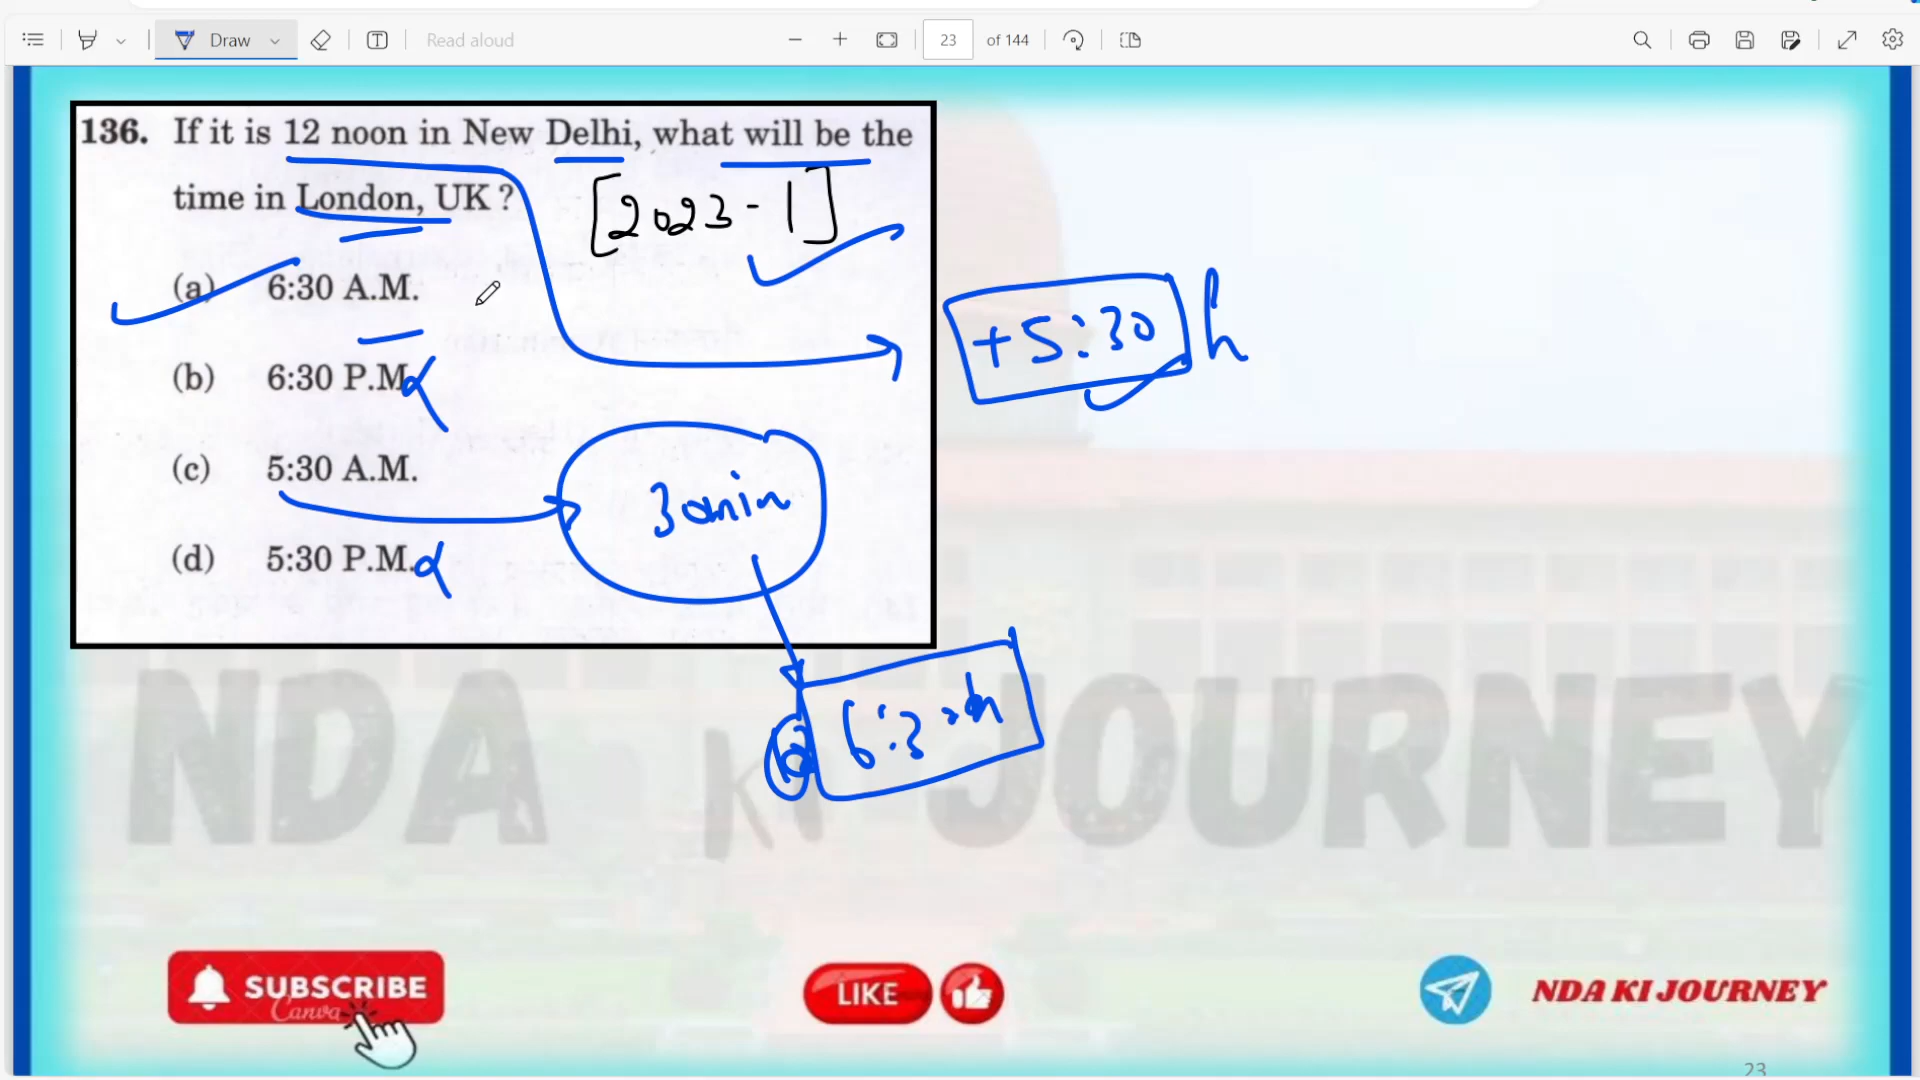 Draw
Read aloud
23 of 144
136. If it is 12 noon in New Delhi, what will be the
time in London, UK ?
[2023-1]
(a) 6:30 A.M.
(b) 6:30 P.M.
(c) 5:30 A.M.
(d) 5:30 P.M.
+5:30 h
30min
6:30
NDA KI JOURNEY
SUBSCRIBE
Canva
LIKE
NDA KI JOURNEY
23